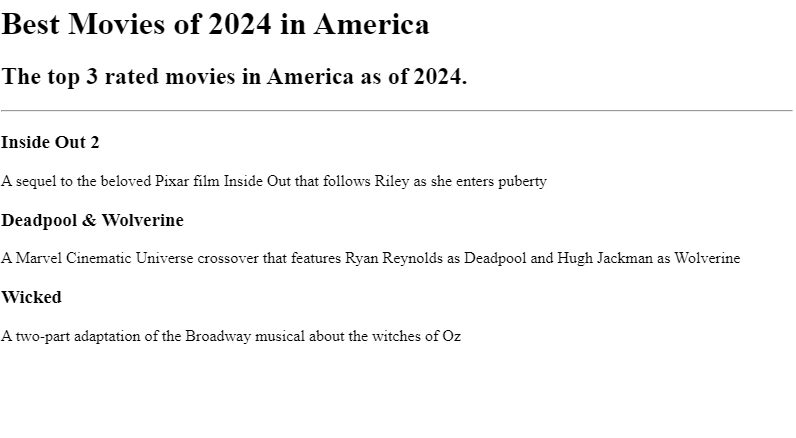 Best Movies of 2024 in America
The top 3 rated movies in America as of 2024.
Inside Out 2
A sequel to the beloved Pixar film Inside Out that follows Riley as she enters puberty
Deadpool & Wolverine
A Marvel Cinematic Universe crossover that features Ryan Reynolds as Deadpool and Hugh Jackman as Wolverine
Wicked
A two-part adaptation of the Broadway musical about the witches of Oz